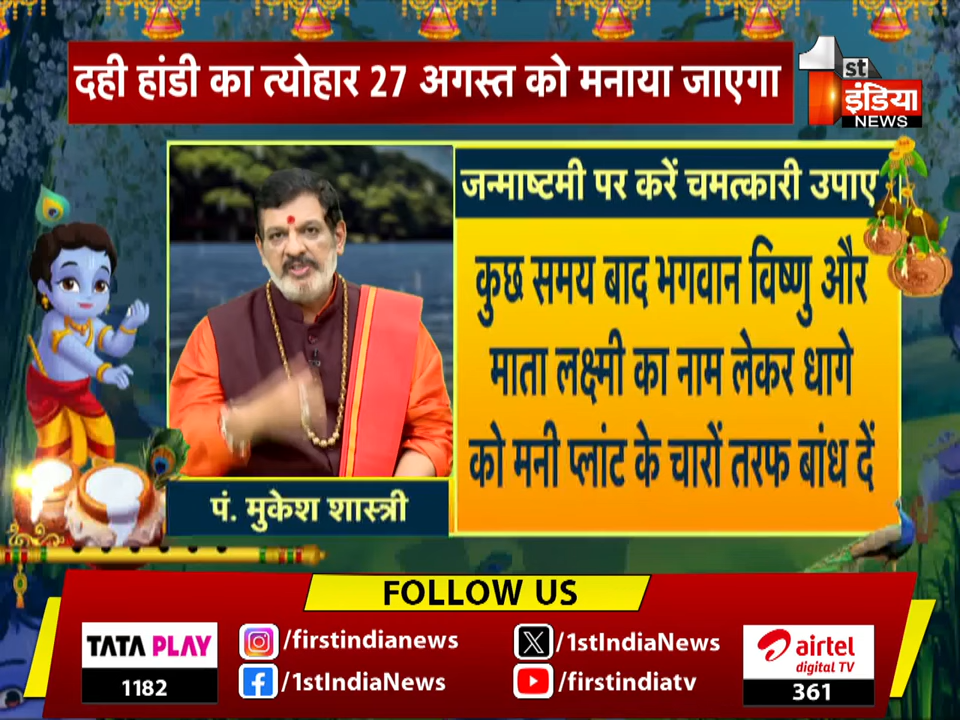 दही हांडी का त्योहार 27 अगस्त को मनाया जाएगा
1st
इंडिया
NEWS
जन्माष्टमी पर करें चमत्कारी उपाए
कुछ समय बाद भगवान विष्णु और
माता लक्ष्मी का नाम लेकर धागे
को मनी प्लांट के चारों तरफ बांध दें
पं. मुकेश शास्त्री
FOLLOW US
TATA PLAY
1182
/firstindianews
/1stIndiaNews
/1stIndiaNews
/firstindiatv
airtel
digital TV
361